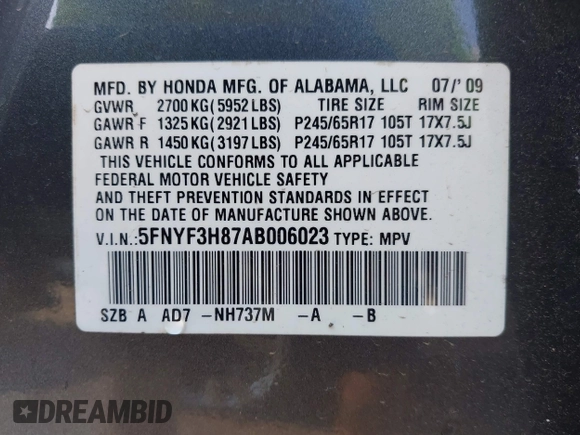 MFD. BY HONDA MFG. OF ALABAMA, LLC 07/' 09
GVWR 2700 KG (5952 LBS) TIRE SIZE RIM SIZE
GAWR F 1325 KG (2921 LBS) P245/65R17 105T 17X7.5J
GAWR R 1450 KG (3197 LBS) P245/65R17 105T 17X7.5J
THIS VEHICLE CONFORMS TO ALL APPLICABLE
FEDERAL MOTOR VEHICLE SAFETY
AND THEFT PREVENTION STANDARDS IN EFFECT
ON THE DATE OF MANUFACTURE SHOWN ABOVE.
V.I.N.:5FNYF3H87AB006023 TYPE: MPV
SZB A AD7 -NH737M -A -B
DREAMBID